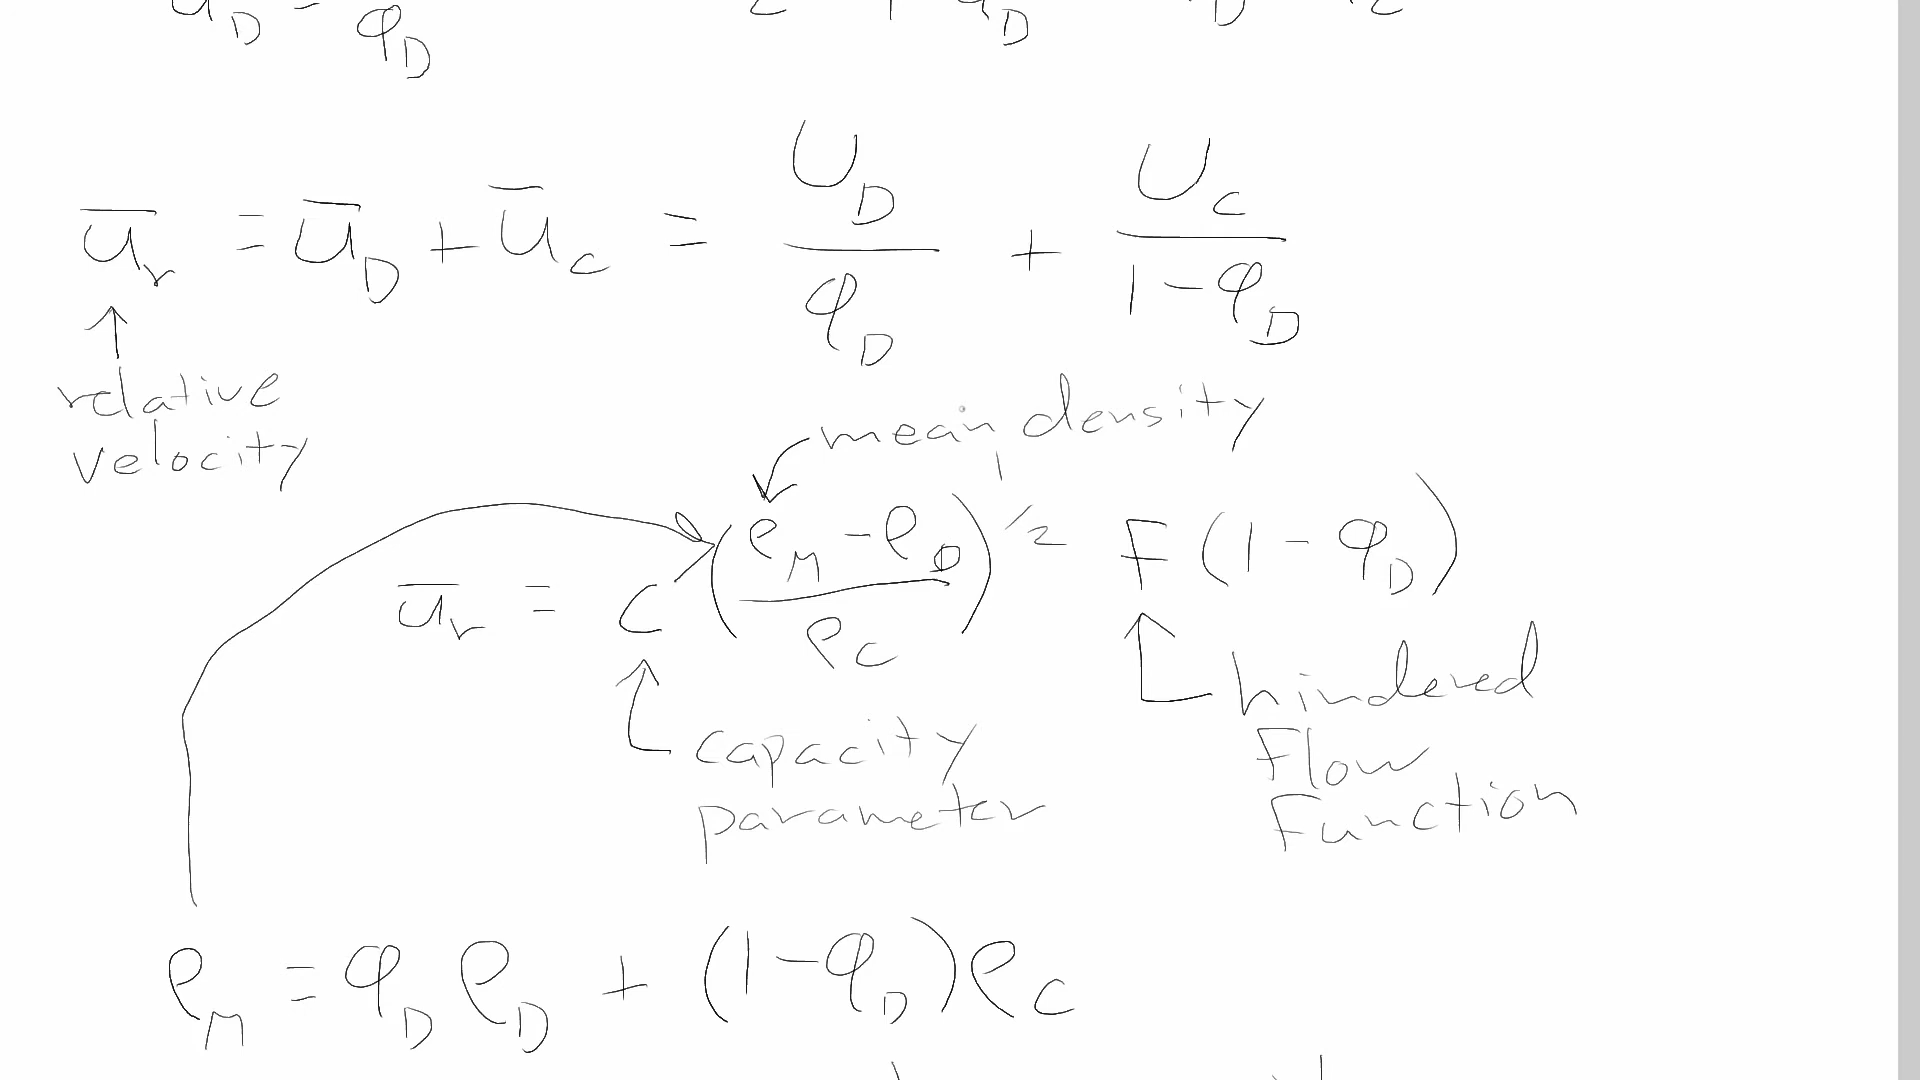 ū_r = ū_D + ū_c = U_D / φ_D + U_c / (1 - φ_D)
relative
velocity
mean density
ū_r = C ((ρ_M - ρ_D) / ρ_C)^1/2 F(1 - φ_D)
capacity
parameter
hindered
Flow
Function
ρ_M = φ_D ρ_D + (1-φ_D)ρ_C